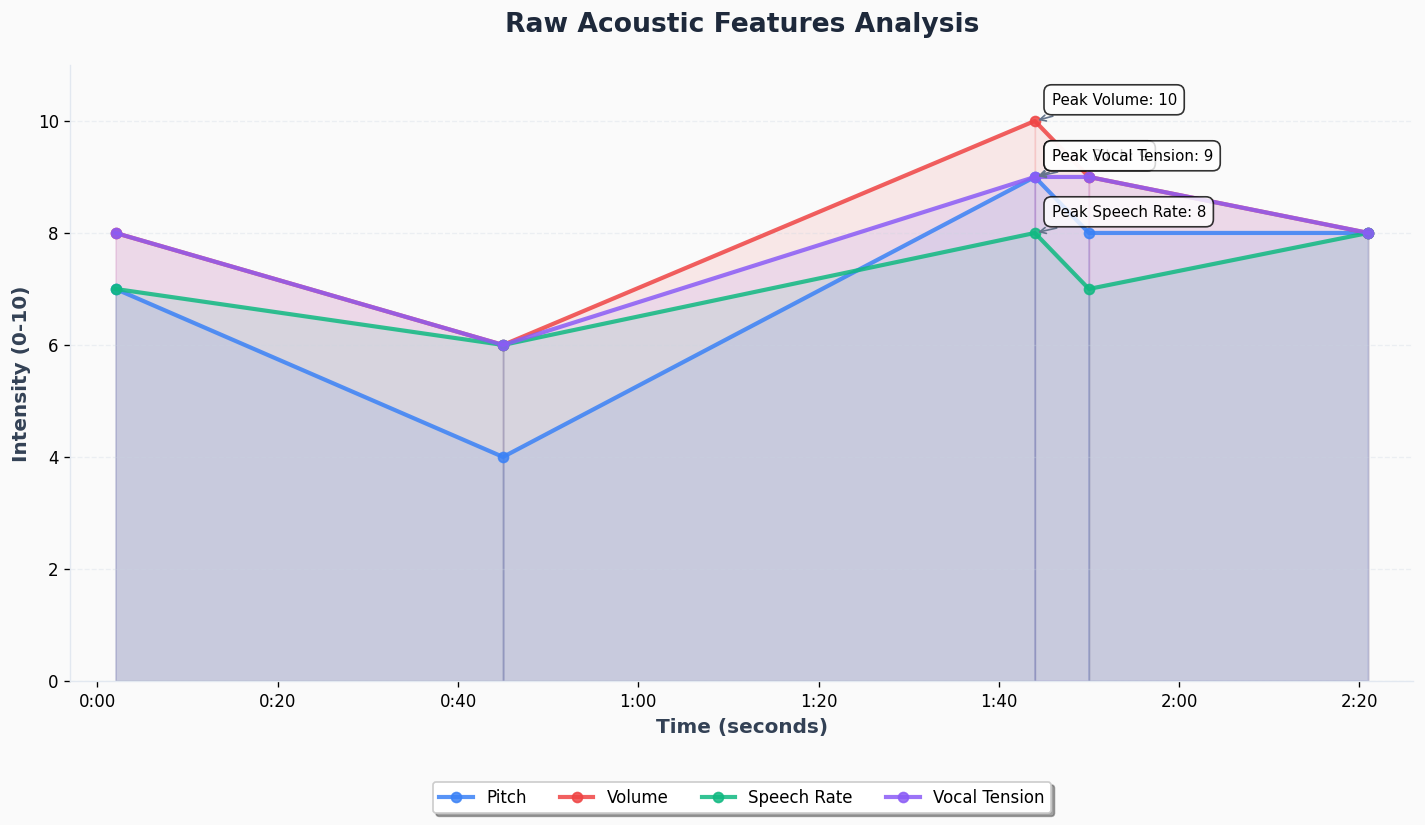 Raw Acoustic Features Analysis
Peak Volume: 10
Peak Vocal Tension: 9
Peak Speech Rate: 8
10
8
6
4
2
0
Intensity (0-10)
0:00 0:20 0:40 1:00 1:20 1:40 2:00 2:20
Time (seconds)
Pitch Volume Speech Rate Vocal Tension